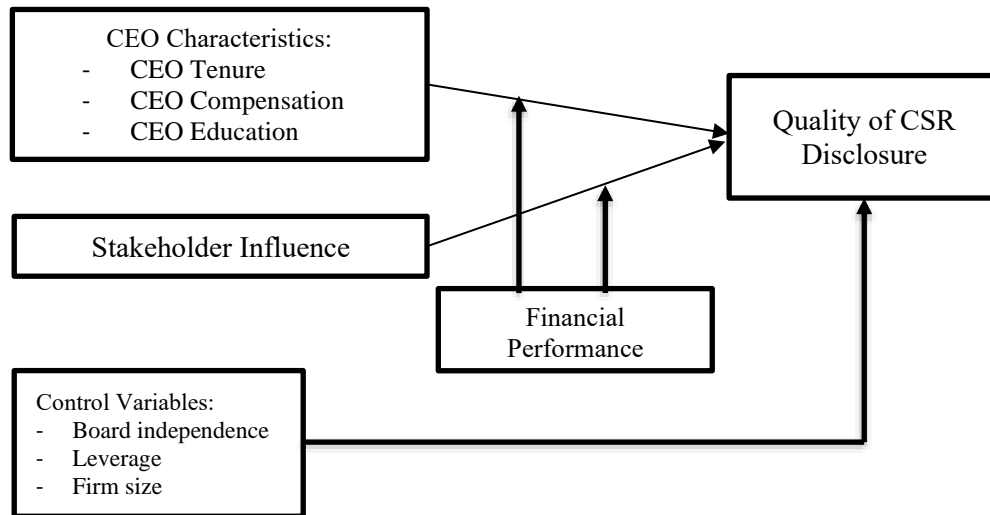 CEO Characteristics:
- CEO Tenure
- CEO Compensation
- CEO Education
Quality of CSR
Disclosure
Stakeholder Influence
Financial
Performance
Control Variables:
- Board independence
- Leverage
- Firm size